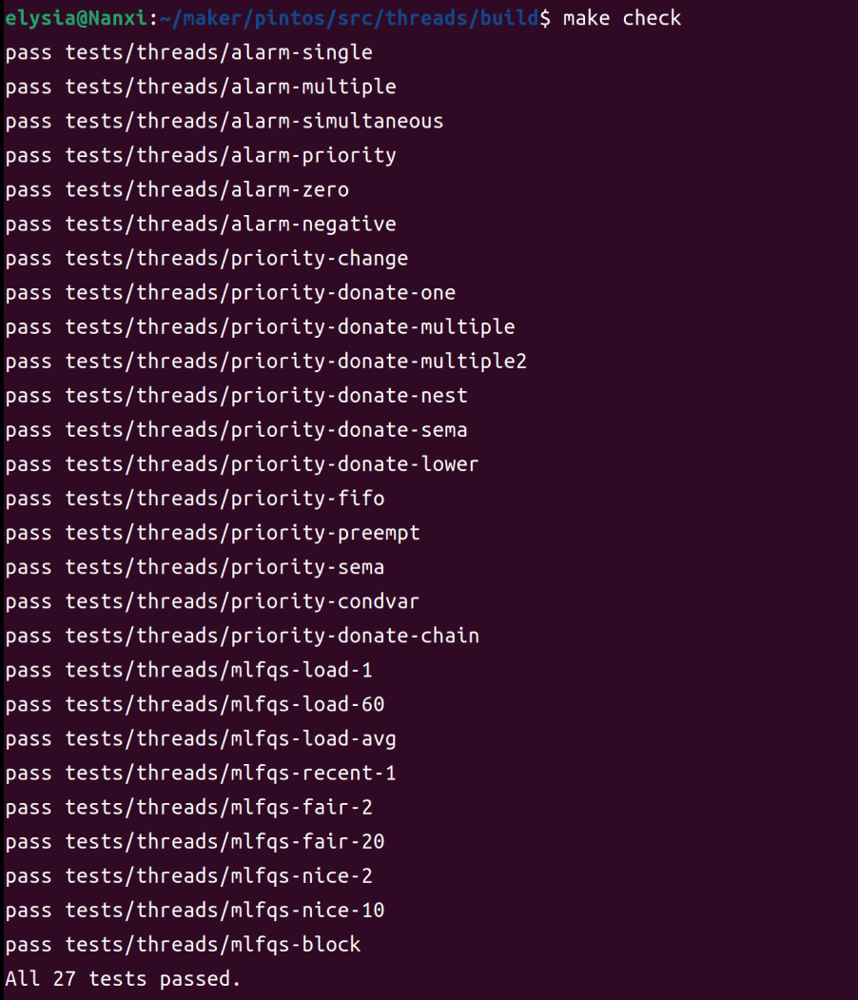 elysia@Nanxi:~/maker/pintos/src/threads/build$ make check
pass tests/threads/alarm-single
pass tests/threads/alarm-multiple
pass tests/threads/alarm-simultaneous
pass tests/threads/alarm-priority
pass tests/threads/alarm-zero
pass tests/threads/alarm-negative
pass tests/threads/priority-change
pass tests/threads/priority-donate-one
pass tests/threads/priority-donate-multiple
pass tests/threads/priority-donate-multiple2
pass tests/threads/priority-donate-nest
pass tests/threads/priority-donate-sema
pass tests/threads/priority-donate-lower
pass tests/threads/priority-fifo
pass tests/threads/priority-preempt
pass tests/threads/priority-sema
pass tests/threads/priority-condvar
pass tests/threads/priority-donate-chain
pass tests/threads/mlfqs-load-1
pass tests/threads/mlfqs-load-60
pass tests/threads/mlfqs-load-avg
pass tests/threads/mlfqs-recent-1
pass tests/threads/mlfqs-fair-2
pass tests/threads/mlfqs-fair-20
pass tests/threads/mlfqs-nice-2
pass tests/threads/mlfqs-nice-10
pass tests/threads/mlfqs-block
All 27 tests passed.